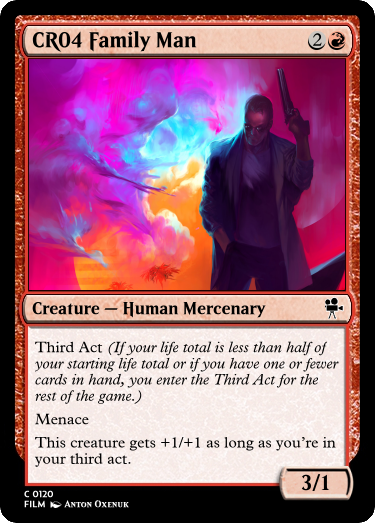 CR04 Family Man 2
Creature — Human Mercenary
Third Act (If your life total is less than half of
your starting life total or if you have one or fewer
cards in hand, you enter the Third Act for the
rest of the game.)
Menace
This creature gets +1/+1 as long as you're in
your third act.
3/1
C 0120
FILM Anton Oxenuk